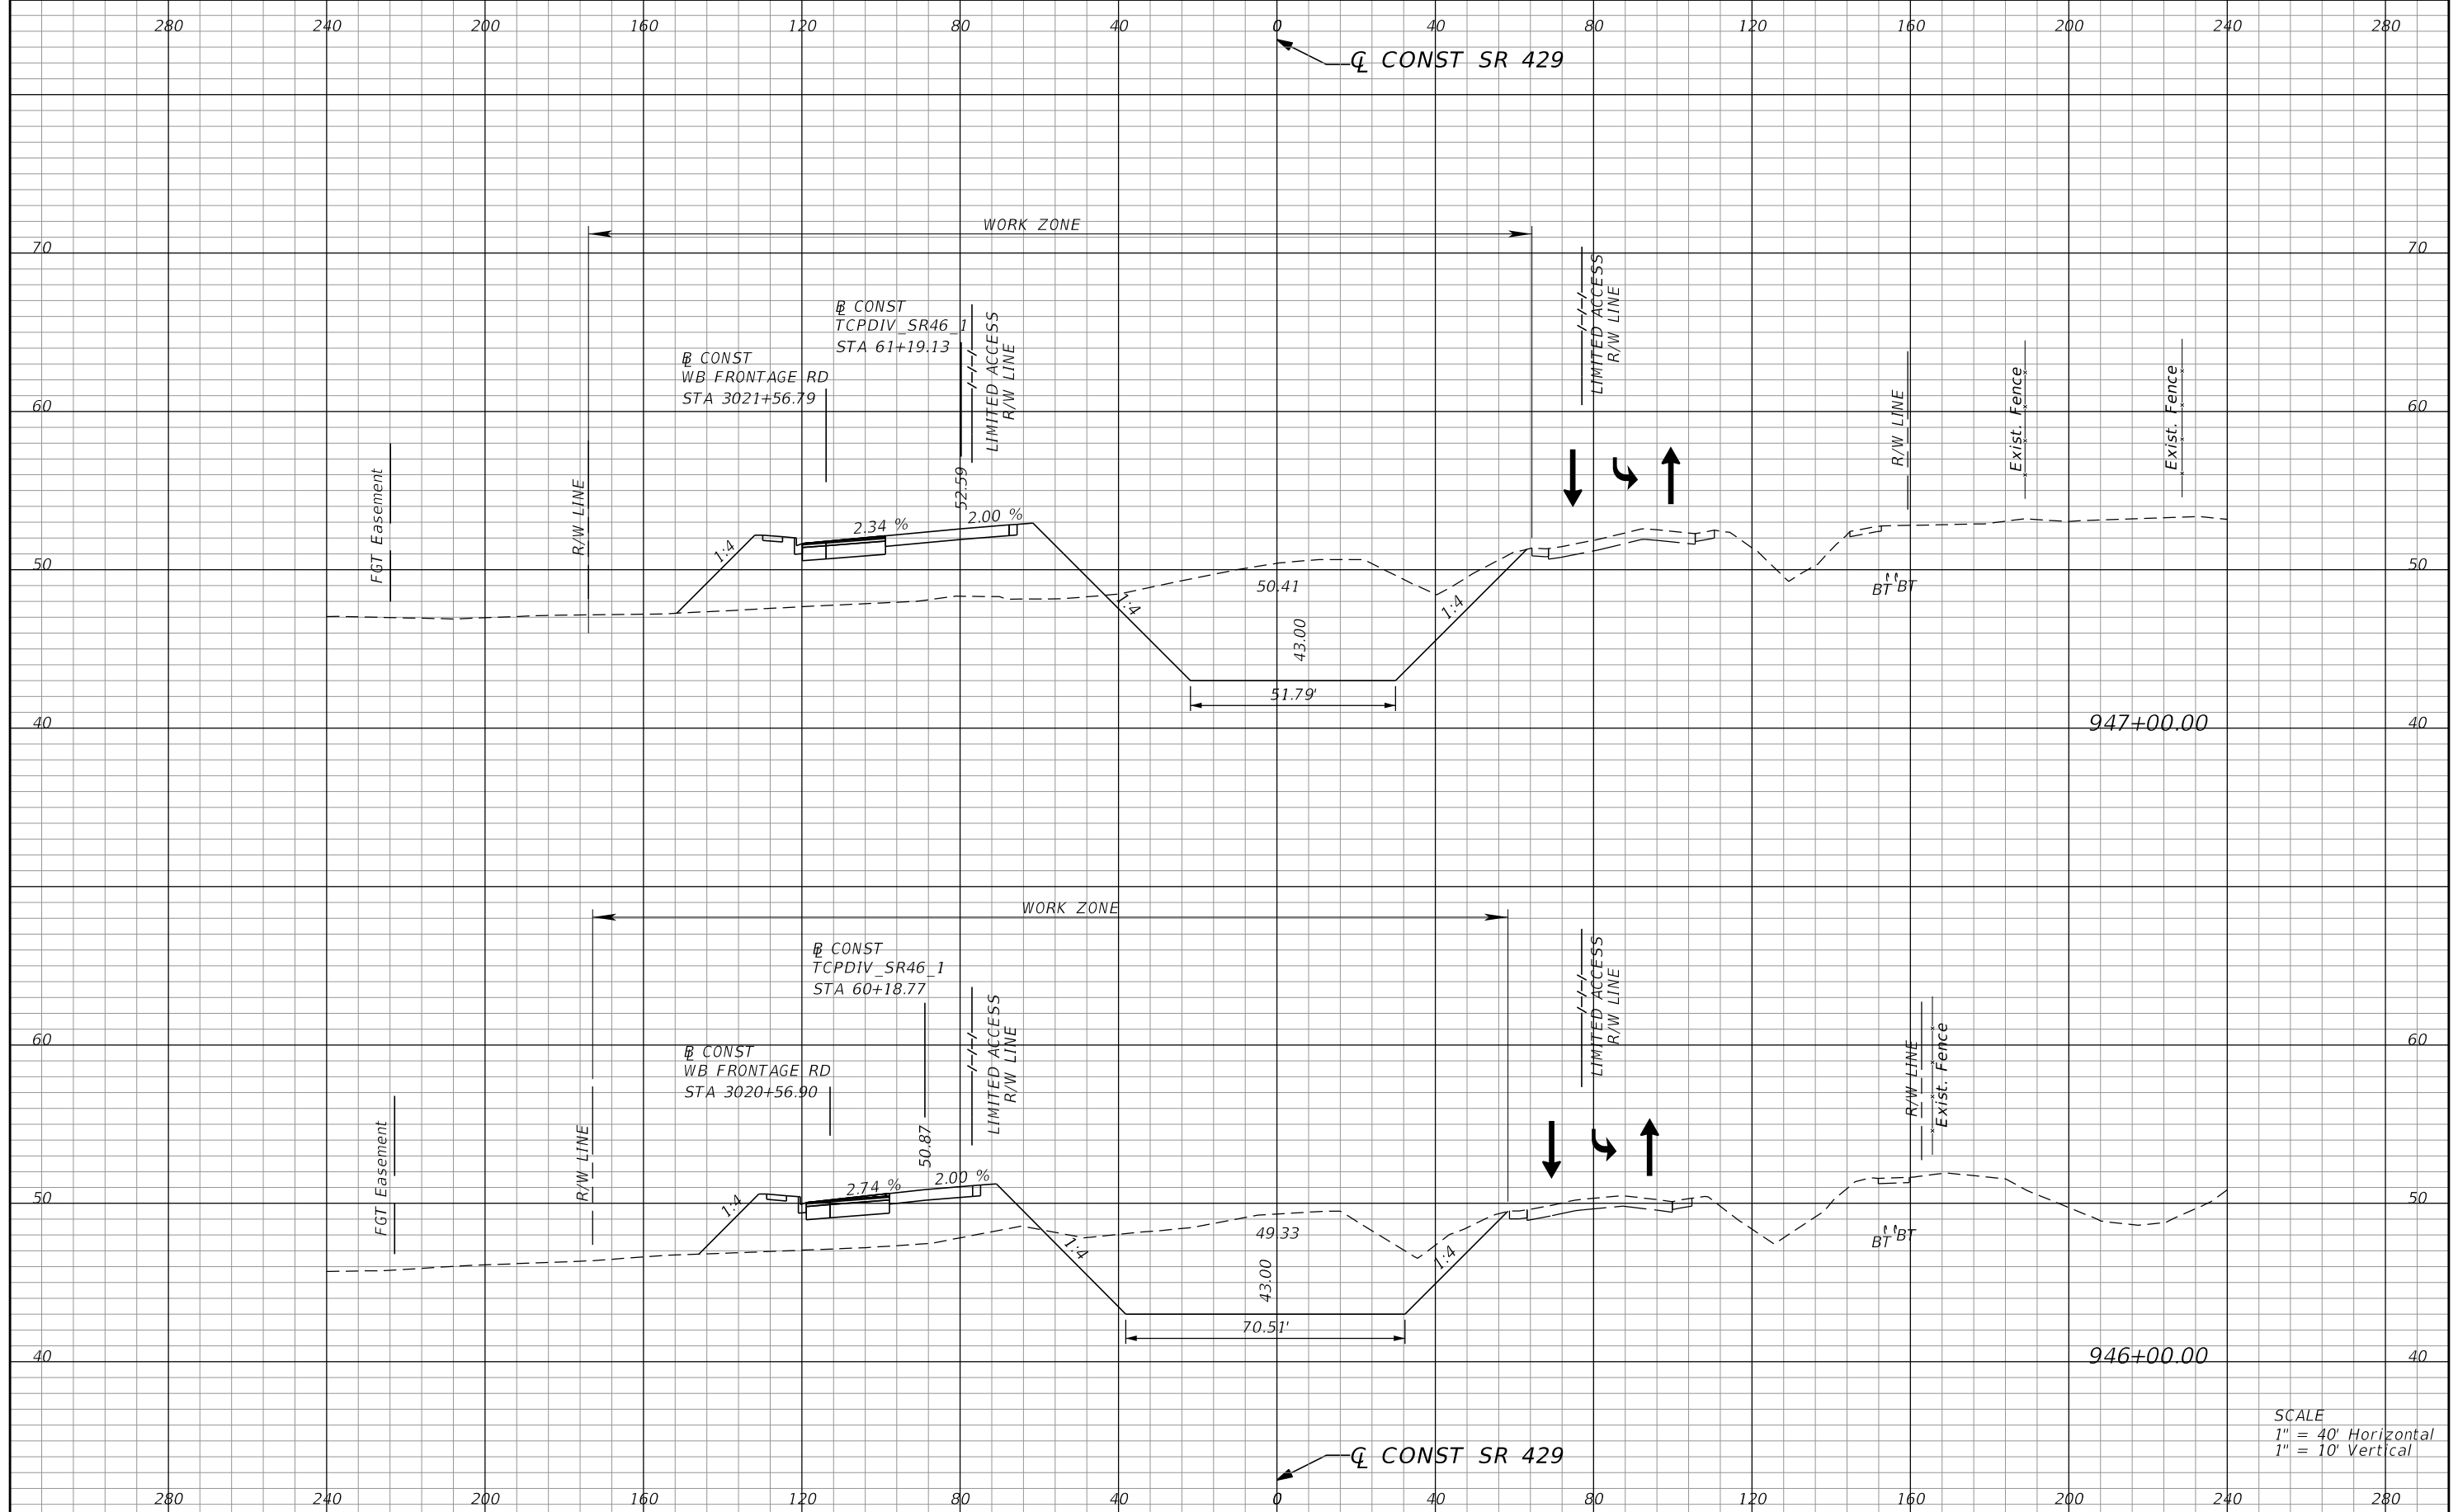 280 240 200 160 120 80 40 0 40 80 120 160 200 240 280
℄ CONST SR 429
WORK ZONE
70 70
℄ CONST
TCPDIV_SR46_1
STA 61+19.13
LIMITED ACCESS
R/W LINE
LIMITED ACCESS
R/W LINE
B̲L CONST
WB FRONTAGE RD
STA 3021+56.79
60 60
R/W LINE
Exist. Fence
Exist. Fence
FGT Easement
R/W LINE
52.59
1:4
2.34 %
2.00 %
50 50
1:4
50.41
1:4
BT BT
43.00
51.79'
40 40
947+00.00
WORK ZONE
BL CONST
TCPDIV_SR46_1
STA 60+18.77
LIMITED ACCESS
R/W LINE
LIMITED ACCESS
R/W LINE
60 60
BL CONST
WB FRONTAGE RD
STA 3020+56.90
R/W LINE
Exist. Fence
FGT Easement
R/W LINE
50.87
1:4
2.74 %
2.00 %
50 50
1:4
49.33
1:4
BT BT
43.00
70.51'
40 40
946+00.00
SCALE
1" = 40' Horizontal
1" = 10' Vertical
℄ CONST SR 429
280 240 200 160 120 80 40 0 40 80 120 160 200 240 280